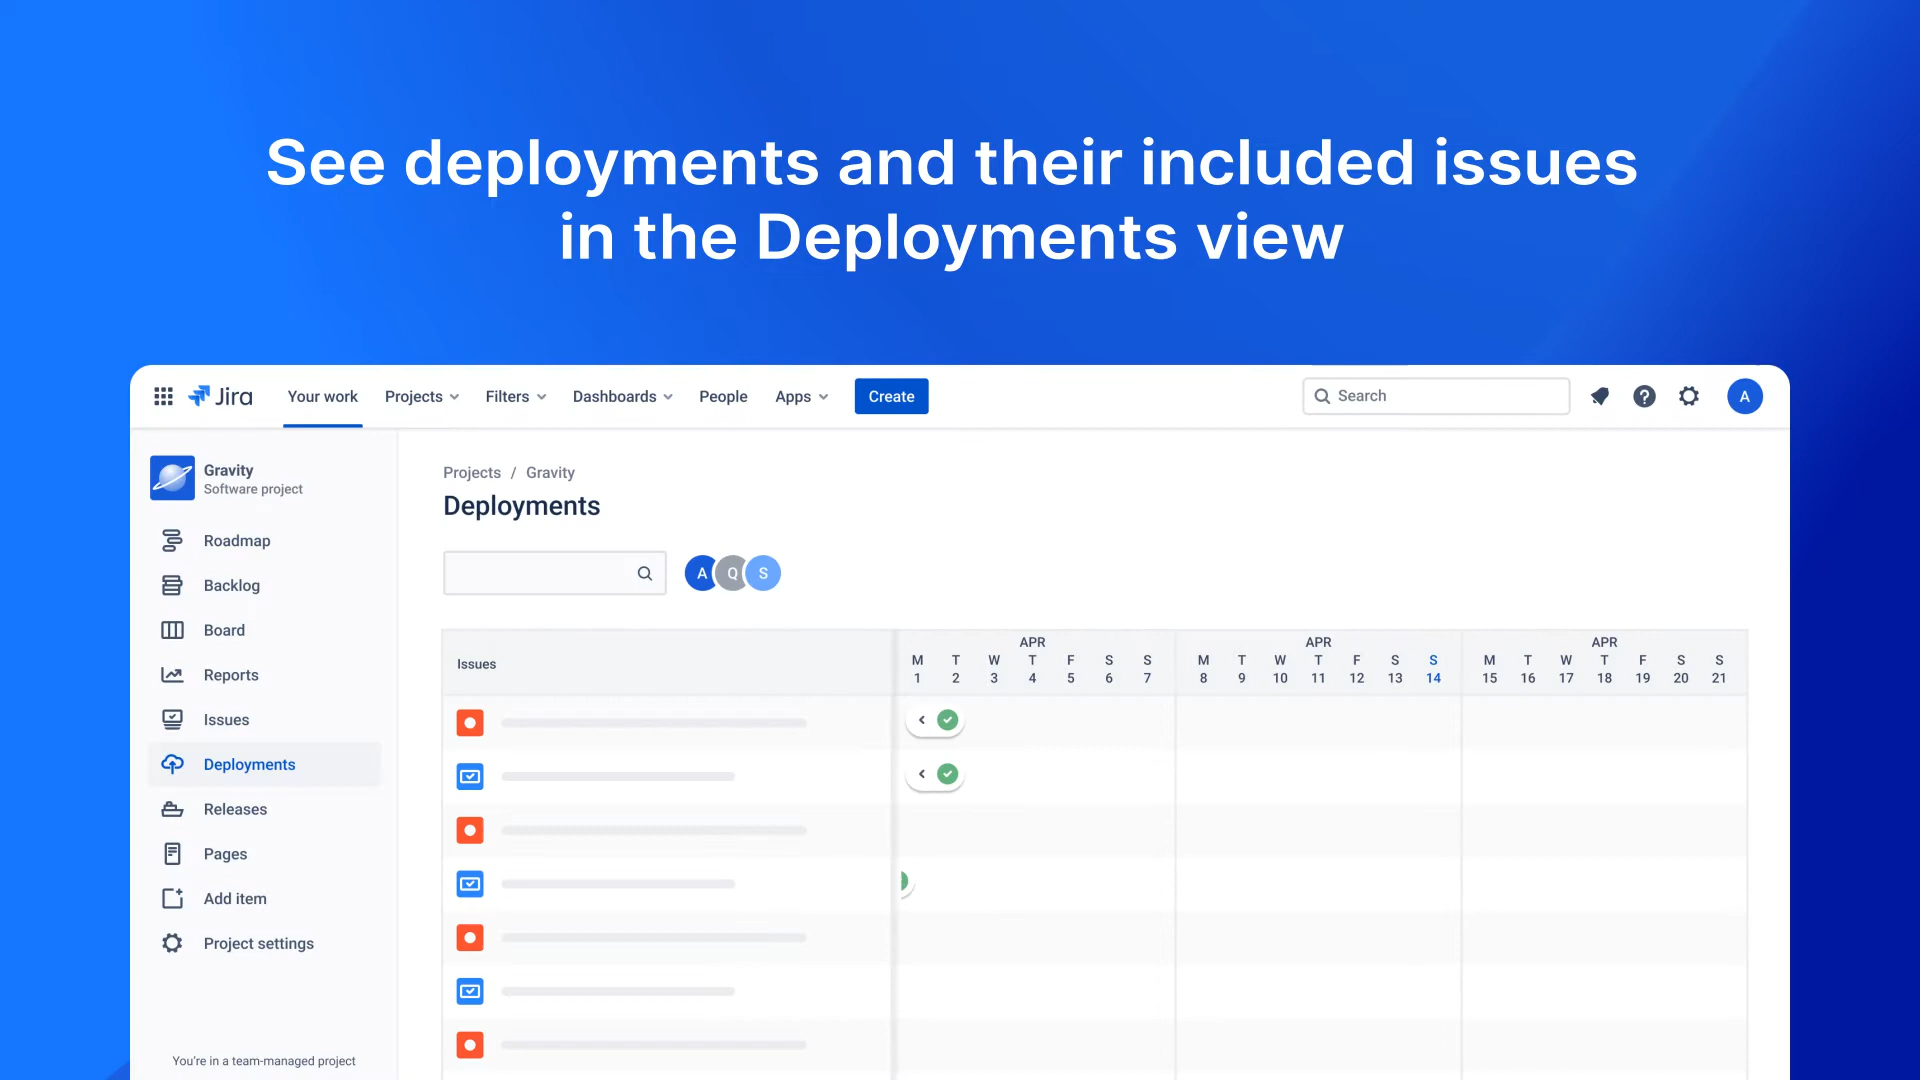 See deployments and their included issues
in the Deployments view
Jira
Your work
Projects
Filters
Dashboards
People
Apps
Create
Search
A
Gravity
Software project
Roadmap
Backlog
Board
Reports
Issues
Deployments
Releases
Pages
Add item
Project settings
You're in a team-managed project
Projects / Gravity
Deployments
A Q S
Issues
APR APR APR
M T W T F S S M T W T F S S M T W T F S S
1 2 3 4 5 6 7 8 9 10 11 12 13 14 15 16 17 18 19 20 21